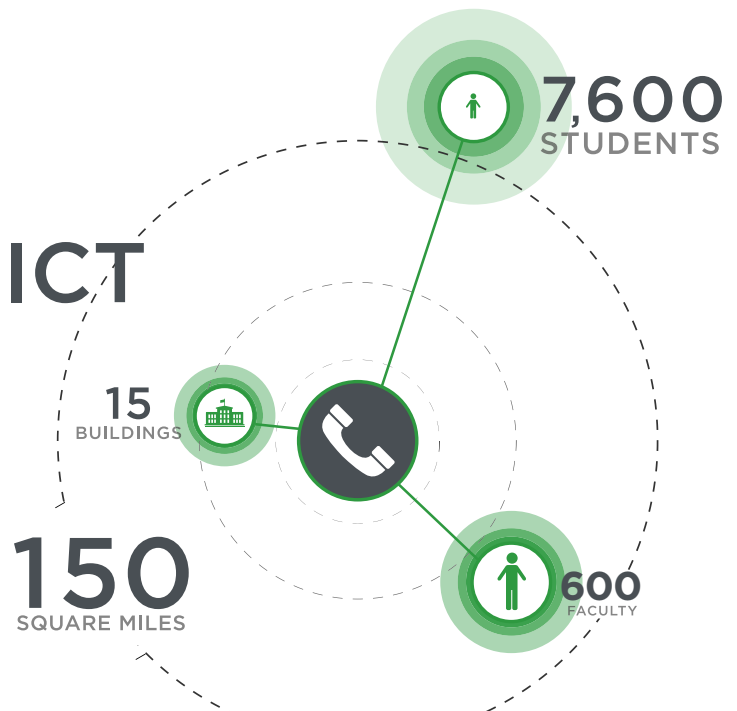 7,600
STUDENTS
ICT
15
BUILDINGS
150
SQUARE MILES
600
FACULTY